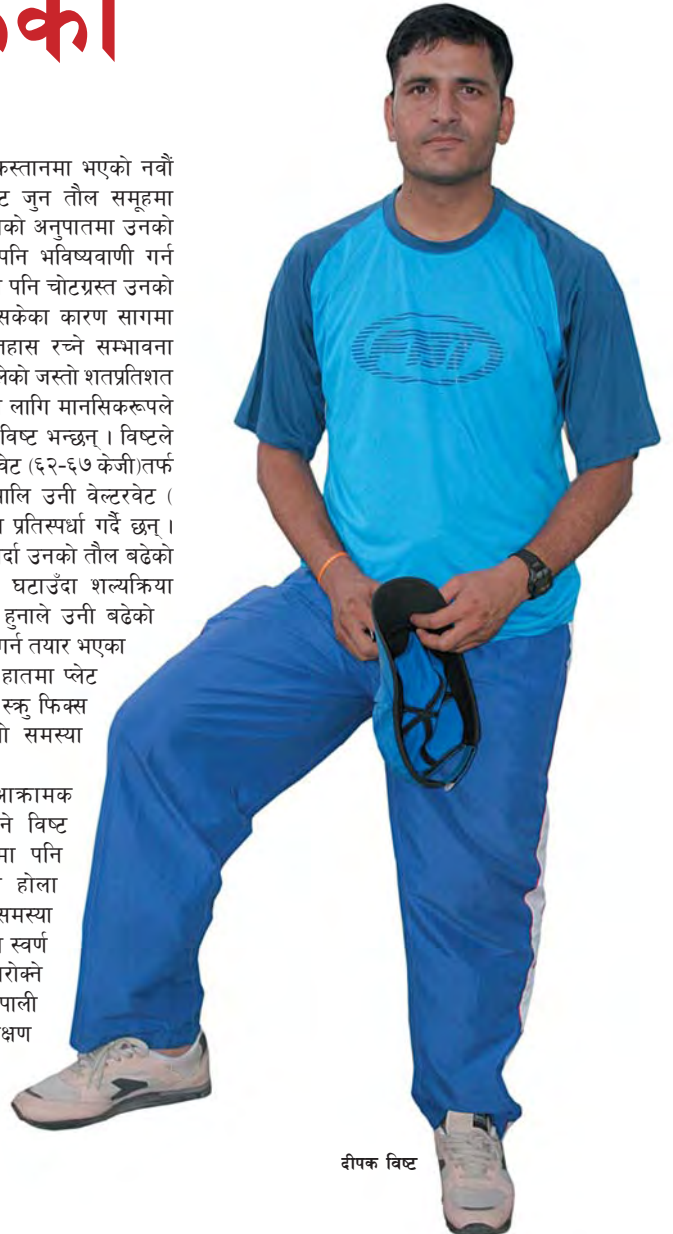 कस्तानमा भएको नवौं
ट जुन तौल समूहमा
को अनुपातमा उनको
पनि भविष्यवाणी गर्न
पनि चोटग्रस्त उनको
सकेका कारण सागमा
तहास रच्ने सम्भावना
लेको जस्तो शतप्रतिशत
लागि मानसिकरूपले
विष्ट भन्छन् । विष्टले
वेट (६२-६७ केजी)तर्फ
पालि उनी वेल्टरवेट (
प्रतिस्पर्धा गर्दै छन् ।
र्दा उनको तौल बढेको
घटाउँदा शल्यक्रिया
हुनाले उनी बढेको
गर्न तयार भएका
हातमा प्लेट
स्क्रु फिक्स
ो समस्या
आक्रामक
ने विष्ट
मा पनि
होला
समस्या
स्वर्ण
रोक्ने
पाली
क्षण
दीपक विष्ट